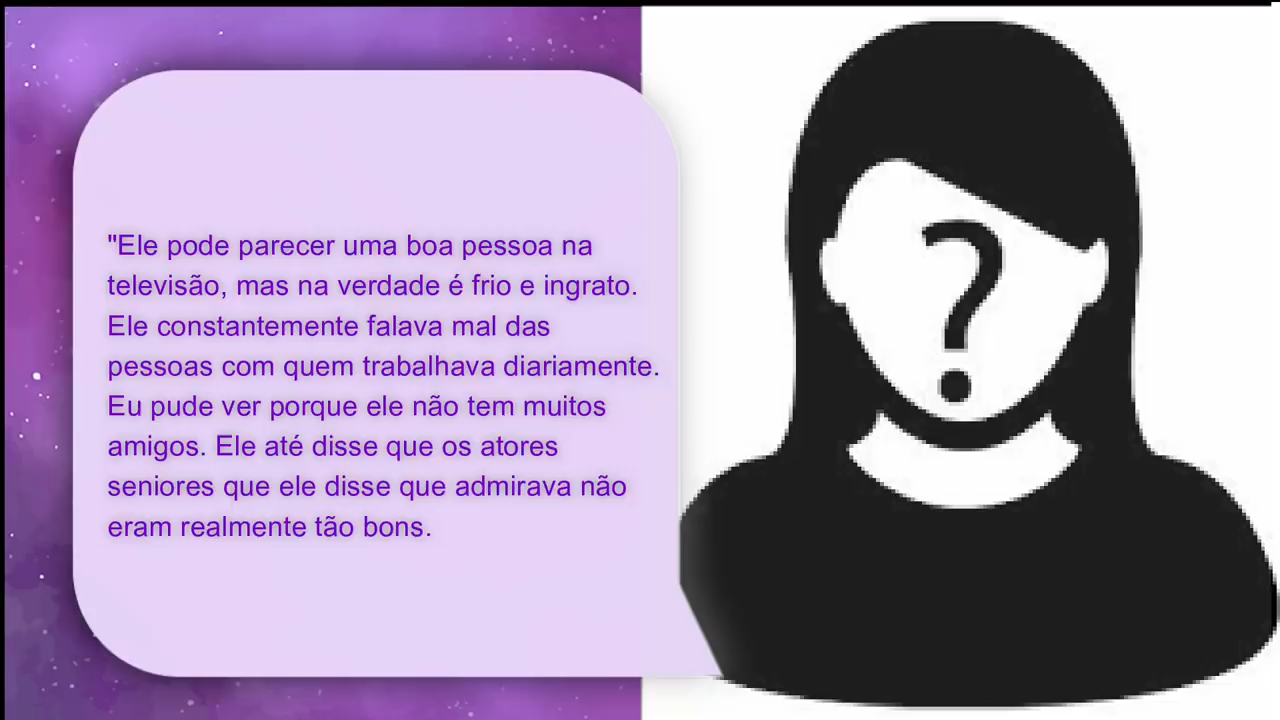 "Ele pode parecer uma boa pessoa na
televisão, mas na verdade é frio e ingrato.
Ele constantemente falava mal das
pessoas com quem trabalhava diariamente.
Eu pude ver porque ele não tem muitos
amigos. Ele até disse que os atores
seniores que ele disse que admirava não
eram realmente tão bons.
?